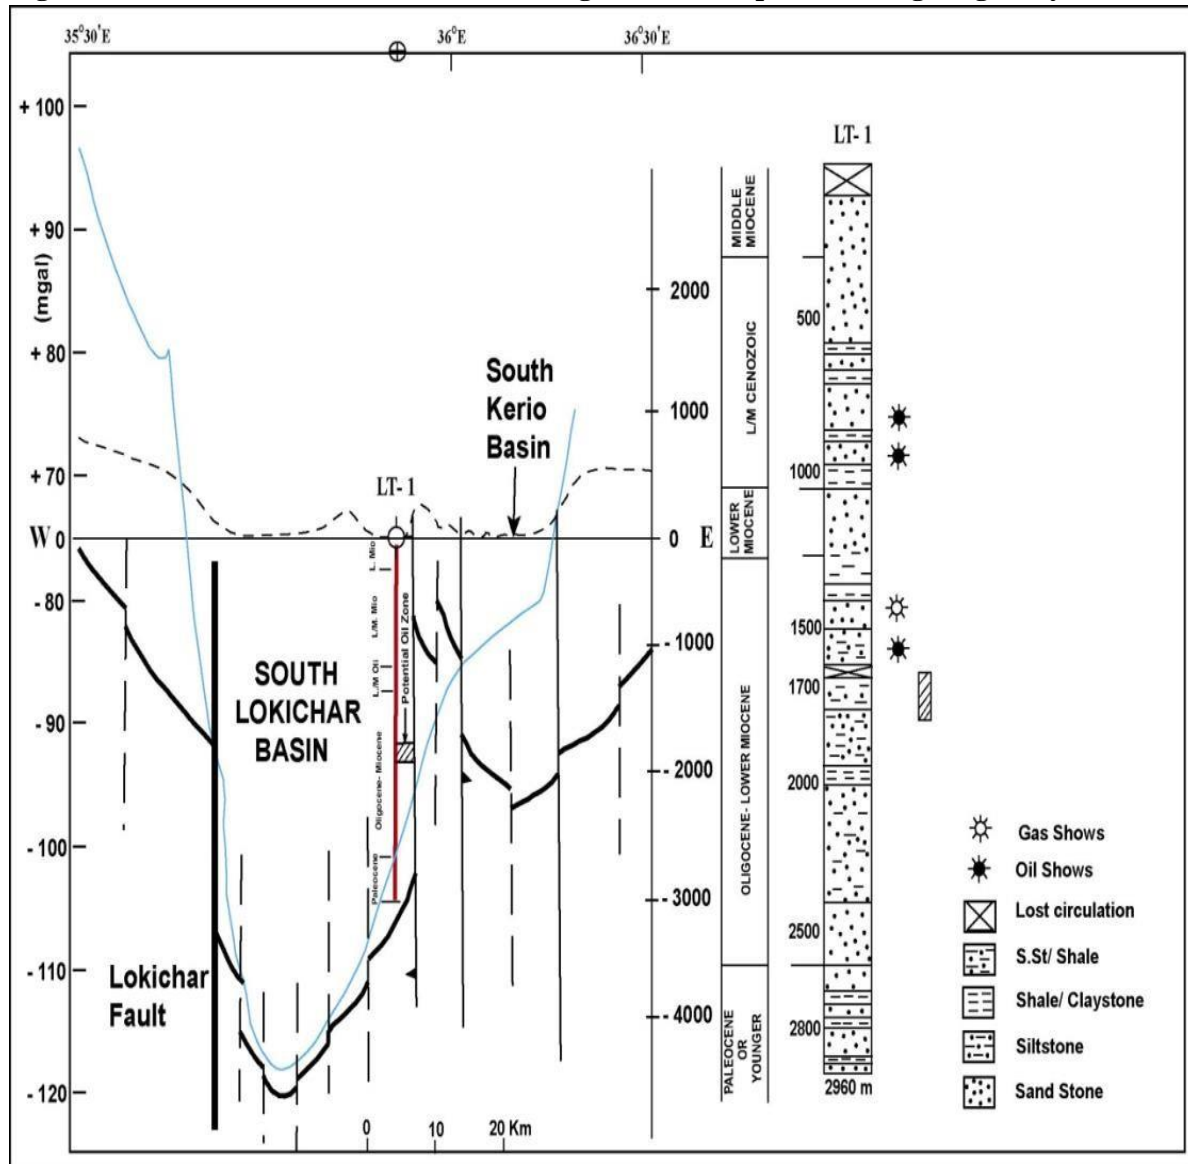 35°30'E
36°E
36°30'E
+ 100
+ 90
(mgal)
+ 80
+ 70
W 0
- 80
- 90
- 100
- 110
- 120
LT- 1
South
Kerio
Basin
2000
1000
0 E
- 1000
- 2000
- 3000
- 4000
SOUTH
LOKICHAR
BASIN
Lokichar
Fault
L. Mio
L/M. Mio
L/M Oli
Oligocene- Miocene
Paleocene
Potential Oil Zone
0
10
20 Km
MIDDLE
MIOCENE
L/M CENOZOIC
LOWER
MIOCENE
OLIGOCENE- LOWER MIOCENE
PALEOCENE
OR
YOUNGER
LT- 1
500
1000
1500
1700
2000
2500
2800
2960 m
Gas Shows
Oil Shows
Lost circulation
S.St/ Shale
Shale/ Claystone
Siltstone
Sand Stone